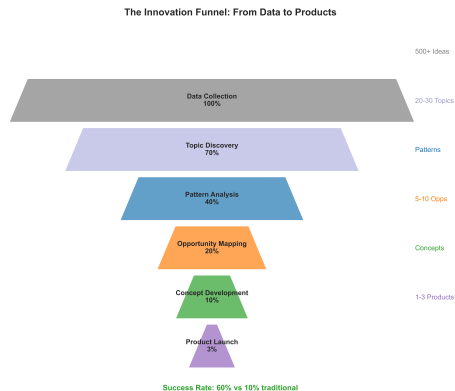 The Innovation Funnel: From Data to Products
500+ Ideas
Data Collection
100%
20-30 Topics
Topic Discovery
70%
Patterns
Pattern Analysis
40%
5-10 Opps
Opportunity Mapping
20%
Concepts
Concept Development
10%
1-3 Products
Product Launch
3%
Success Rate: 60% vs 10% traditional